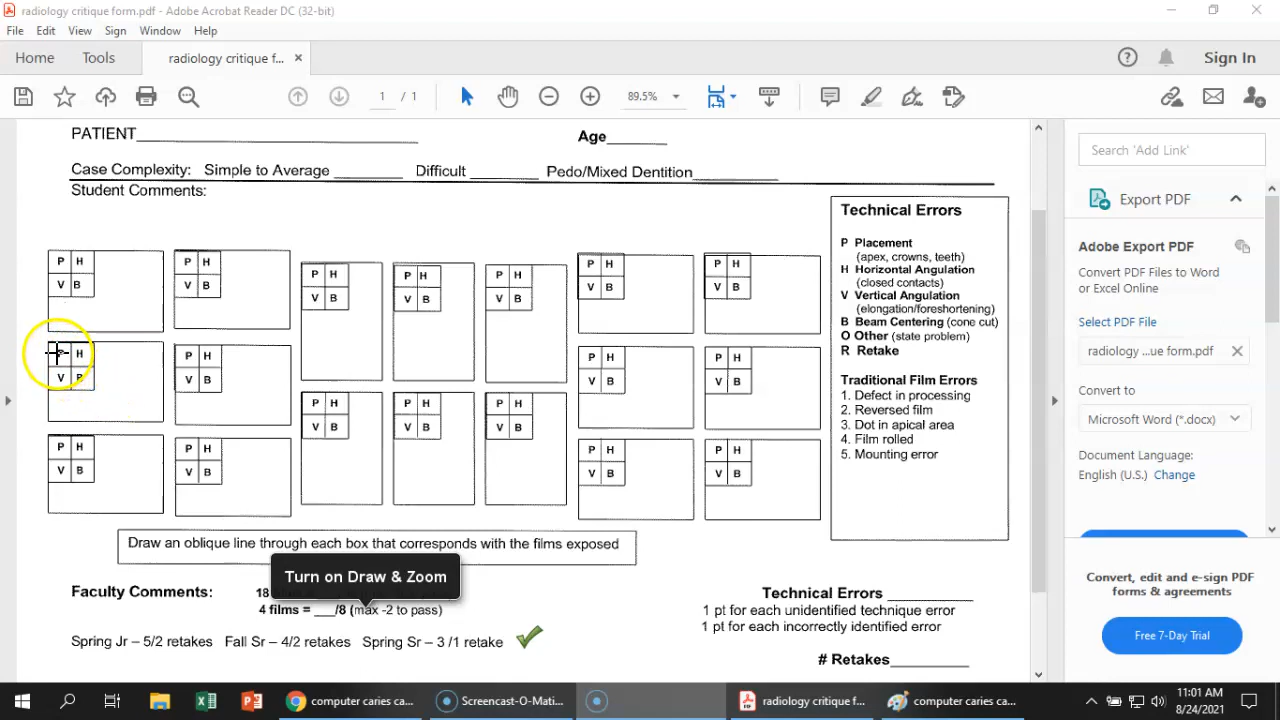 radiology critique form.pdf - Adobe Acrobat Reader DC (32-bit)
File Edit View Sign Window Help
Home Tools radiology critique f... × Sign In
1 / 1 89.5%
Search 'Add Link'
PATIENT Age
Case Complexity: Simple to Average Difficult Pedo/Mixed Dentition
Student Comments:
P H
V B
P H
V B
P H
V B
P H
V B
P H
V B
P H
V B
P H
V B
H
V B
P H
V B
P H
V B
P H
V B
P H
V B
P H
V B
P H
V B
P H
V B
P H
V B
P H
V B
P H
V B
Technical Errors
P Placement
(apex, crowns, teeth)
H Horizontal Angulation
(closed contacts)
V Vertical Angulation
(elongation/foreshortening)
B Beam Centering (cone cut)
O Other (state problem)
R Retake
Traditional Film Errors
1. Defect in processing
2. Reversed film
3. Dot in apical area
4. Film rolled
5. Mounting error
Draw an oblique line through each box that corresponds with the films exposed
Turn on Draw & Zoom
Faculty Comments: 18
4 films = ___/8 (max -2 to pass)
Spring Jr – 5/2 retakes Fall Sr – 4/2 retakes Spring Sr – 3 /1 retake
Technical Errors
1 pt for each unidentified technique error
1 pt for each incorrectly identified error
# Retakes
Export PDF
Adobe Export PDF
Convert PDF Files to Word
or Excel Online
Select PDF File
radiology ...ue form.pdf
Convert to
Microsoft Word (*.docx)
Document Language:
English (U.S.) Change
Convert, edit and e-sign PDF
forms & agreements
Free 7-Day Trial
computer caries ca... Screencast-O-Mati... radiology critique f... computer caries ca...
11:01 AM
8/24/2021